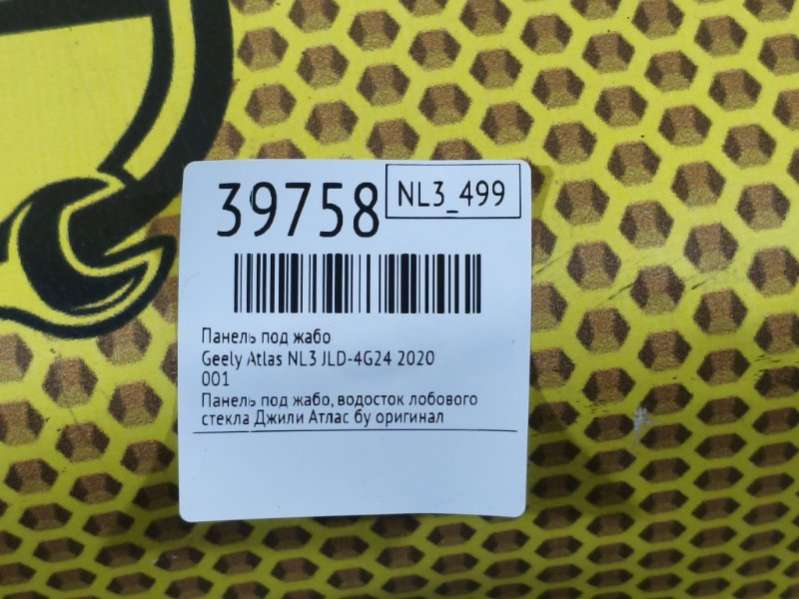 39758
NL3_499
Панель под жабо
Geely Atlas NL3 JLD-4G24 2020
001
Панель под жабо, водосток лобового
стекла Джили Атлас бу оригинал